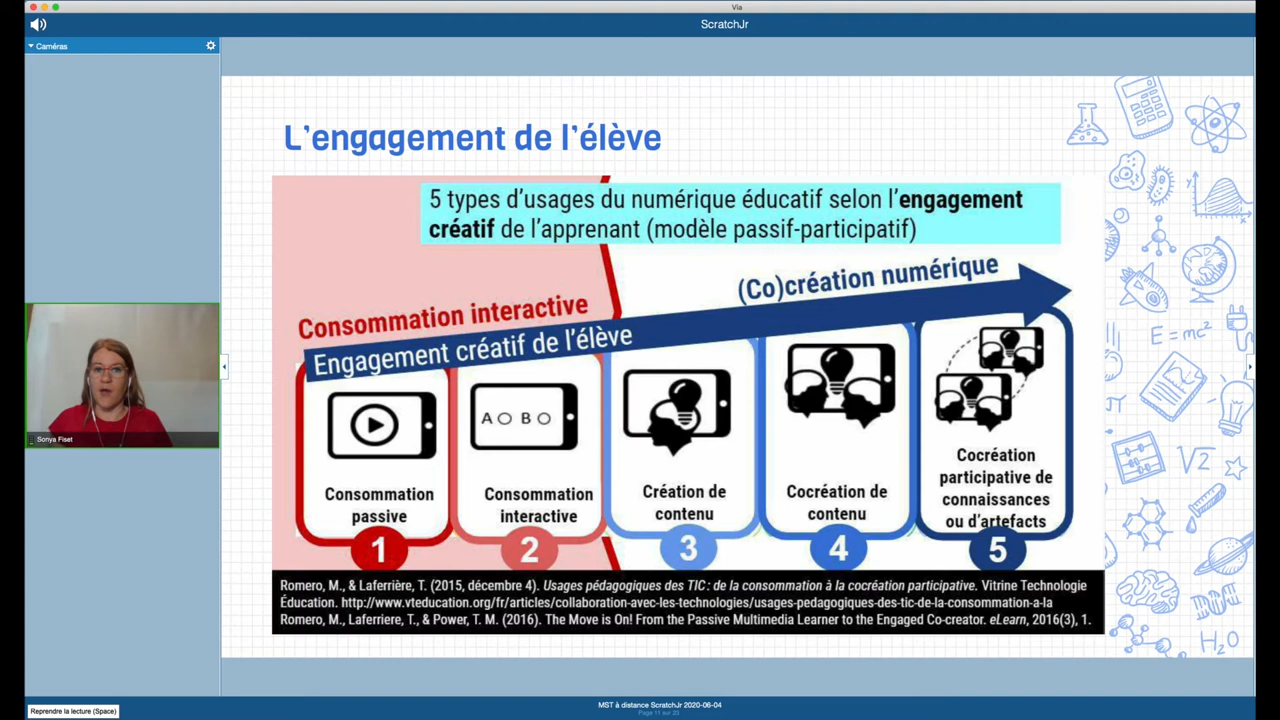 Via
ScratchJr
Caméras
L'engagement de l'élève
5 types d'usages du numérique éducatif selon l'engagement
créatif de l'apprenant (modèle passif-participatif)
(Co)création numérique
Consommation interactive
Engagement créatif de l'élève
A O B O
Consommation
passive
1
Consommation
interactive
2
Création de
contenu
3
Cocréation de
contenu
4
Cocréation
participative de
connaissances
ou d'artefacts
5
Romero, M., & Laferrière, T. (2015, décembre 4). Usages pédagogiques des TIC : de la consommation à la cocréation participative. Vitrine Technologie
Éducation. http://www.vteducation.org/fr/articles/collaboration-avec-les-technologies/usages-pedagogiques-des-tic-de-la-consommation-a-la
Romero, M., Laferriere, T., & Power, T. M. (2016). The Move is On! From the Passive Multimedia Learner to the Engaged Co-creator. eLearn, 2016(3), 1.
E=mc²
π
√2
H₂O
Sonya Fiset
Reprendre la lecture (Space)
MST à distance ScratchJr 2020-06-04
Page 11 sur 23